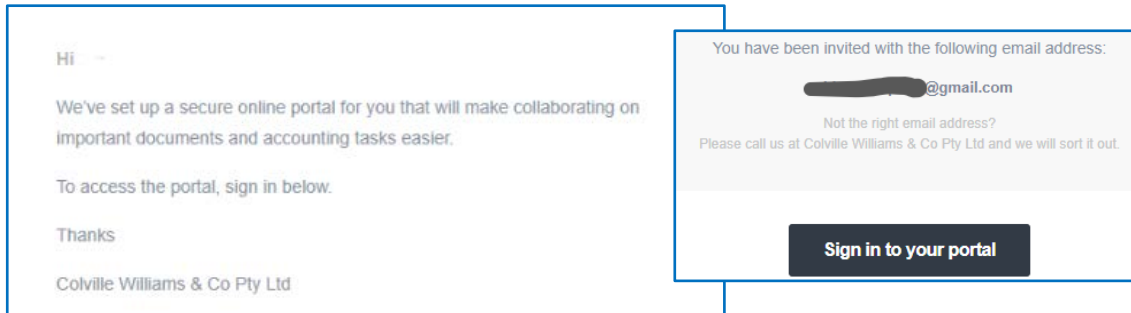 Hi
We've set up a secure online portal for you that will make collaborating on
important documents and accounting tasks easier.
To access the portal, sign in below.
Thanks
Colville Williams & Co Pty Ltd
You have been invited with the following email address:
@gmail.com
Not the right email address?
Please call us at Colville Williams & Co Pty Ltd and we will sort it out.
Sign in to your portal